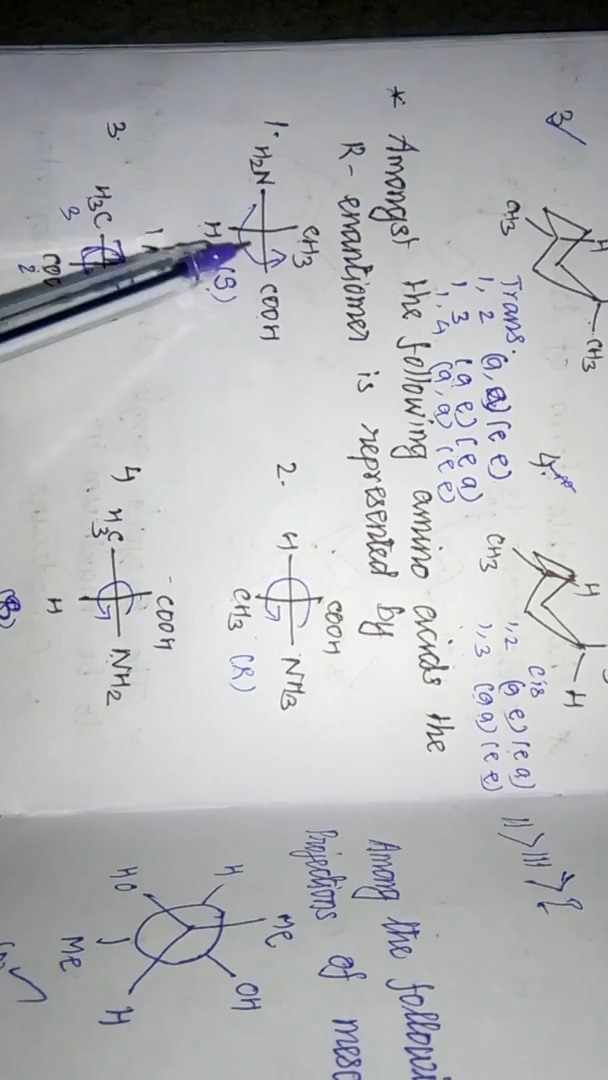 3
H
CH3
CH3
Trans.
1, 2 (a, a) (e e)
1, 3 (a e) (e a)
1, 4 (a, a) (e e)
4.
H
CH3
H
Cis
1,2 (a e) (e a)
1,3 (a a) (e e)
* Amongst the following amino acids the
R- enantiomer is represented by
1.
CH3
H2N
COOH
H
(S)
2.
COOH
H
NH3
CH3
(R)
3.
H3C
3
COO
2
4)
COOH
H3C
NH2
H
Among the followi
Projections of meso
H
Me
HO
OH
Me
H